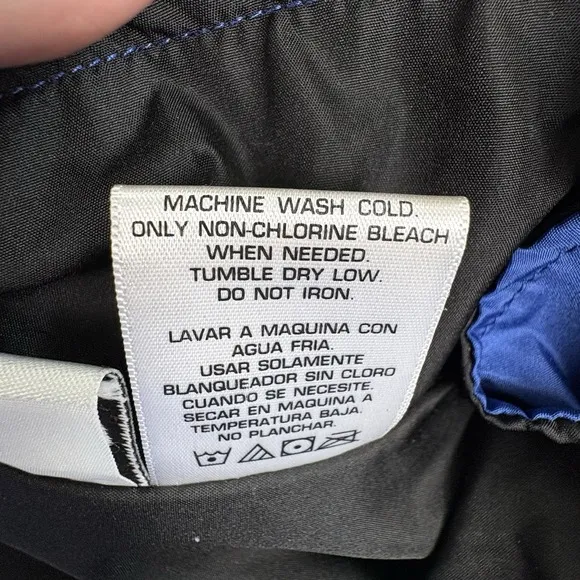 MACHINE WASH COLD.
ONLY NON-CHLORINE BLEACH
WHEN NEEDED.
TUMBLE DRY LOW.
DO NOT IRON.
LAVAR A MAQUINA CON
AGUA FRIA.
USAR SOLAMENTE
BLANQUEADOR SIN CLORO
CUANDO SE NECESITE.
SECAR EN MAQUINA A
TEMPERATURA BAJA.
NO PLANCHAR.